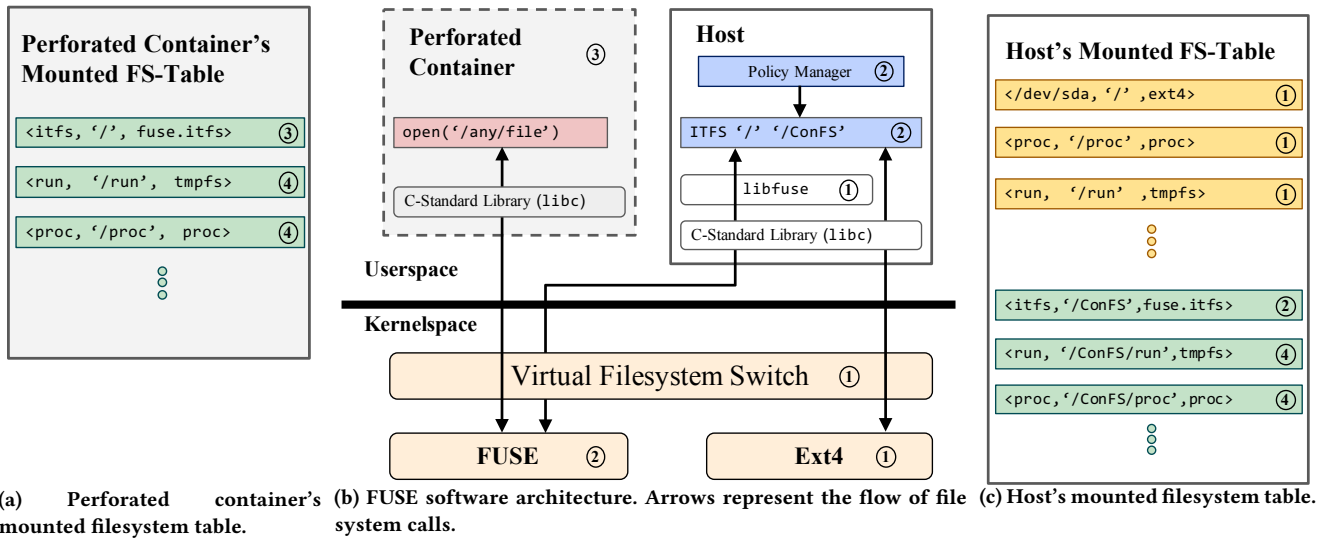 Perforated Container's
Mounted FS-Table
<itfs, ‘/’, fuse.itfs> ③
<run, ‘/run’, tmpfs> ④
<proc, ‘/proc’, proc> ④
Perforated
Container ③
open(‘/any/file’)
C-Standard Library (libc)
Host
Policy Manager ②
ITFS ‘/’ ‘/ConFS’ ②
libfuse ①
C-Standard Library (libc)
Userspace
Kernelspace
Virtual Filesystem Switch ①
FUSE ②
Ext4 ①
Host's Mounted FS-Table
</dev/sda, ‘/’ ,ext4> ①
<proc, ‘/proc’ ,proc> ①
<run, ‘/run’ ,tmpfs> ①
<itfs,‘/ConFS’,fuse.itfs> ②
<run, ‘/ConFS/run’,tmpfs> ④
<proc,‘/ConFS/proc’,proc> ④
(a) Perforated container's
mounted filesystem table.
(b) FUSE software architecture. Arrows represent the flow of file
system calls.
(c) Host's mounted filesystem table.